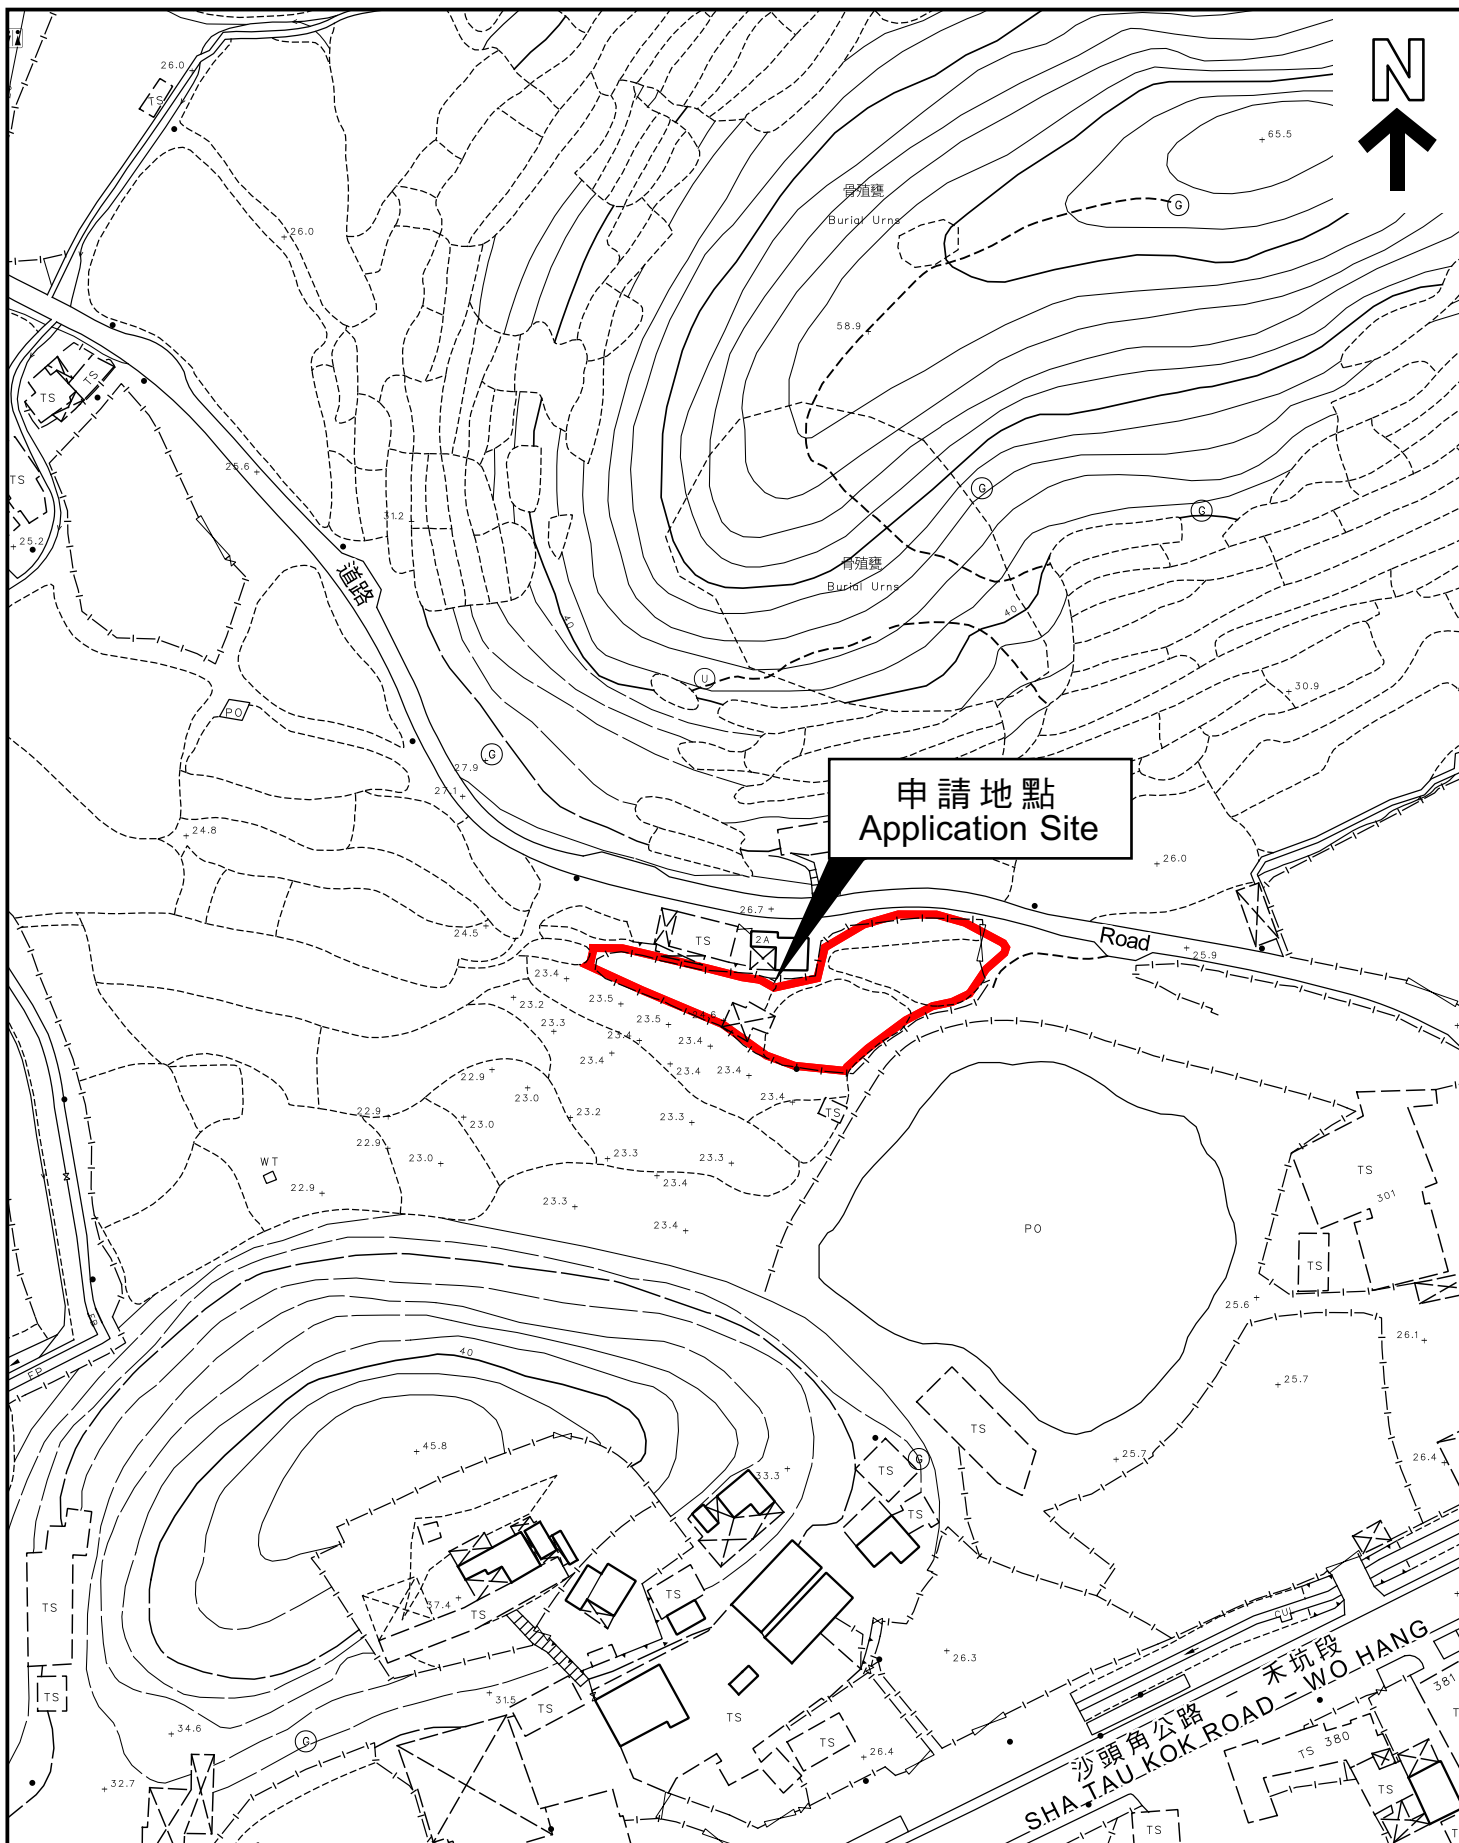 N
26.0
TS
65.5
骨殖甕
Burial Urns
G
26.0
58.9
TS
TS
25.6
TS
G
31.2
G
25.2
道路
骨殖甕
Burial Urns
40
40
U
30.9
PO
G
27.9
27.1
申請地點
Application Site
24.8
26.0
26.7
24.5
TS
2A
Road
25.9
23.4
23.2
23.5
23.3
23.5
23.4
23.4
23.4
22.9
23.4
23.4
23.0
23.4
TS
22.9
23.2
23.3
23.0
22.9
23.0
23.3
23.3
WT
22.9
23.4
TS
301
23.3
23.4
PO
TS
25.6
26.1
FP
FP
40
25.7
45.8
TS
25.7
26.4
33.3
TS
G
TS
37.4
TS
TS
TS
CU
26.3
禾坑段
沙頭角公路 –
SHA TAU KOK ROAD – WO HANG
381
TS
31.5
TS
TS
34.6
G
TS
26.4
TS 380
32.7
TS
TS